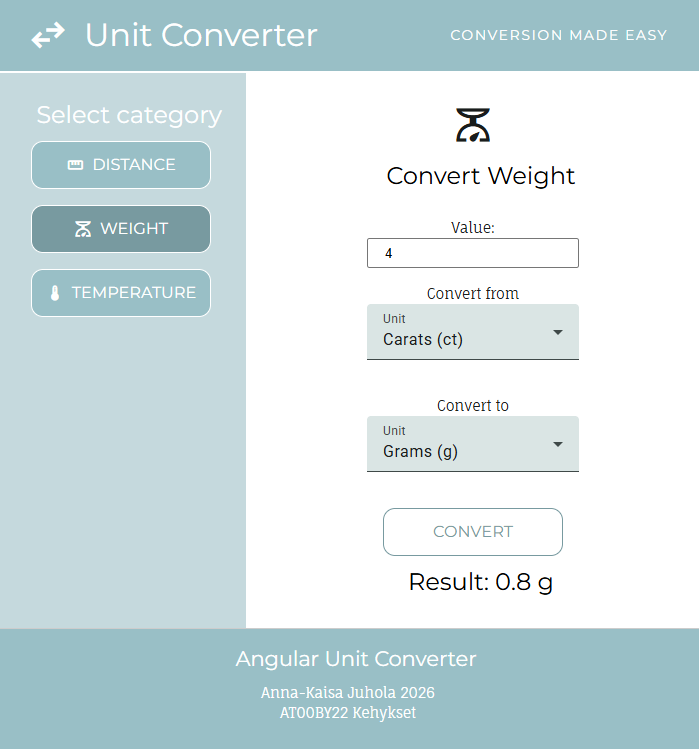 Unit Converter
CONVERSION MADE EASY
Select category
DISTANCE
WEIGHT
TEMPERATURE
Convert Weight
Value:
4
Convert from
Unit
Carats (ct)
Convert to
Unit
Grams (g)
CONVERT
Result: 0.8 g
Angular Unit Converter
Anna-Kaisa Juhola 2026
AT00BY22 Kehykset